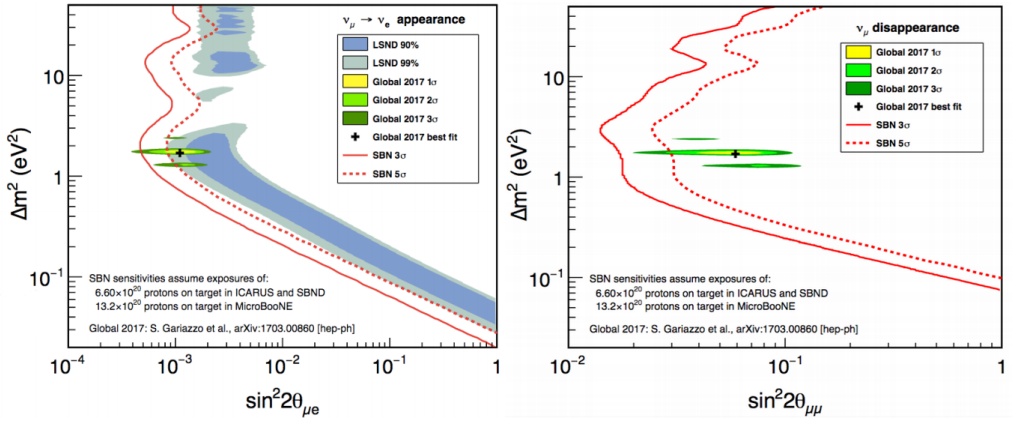 ν_μ → ν_e appearance
LSND 90%
LSND 99%
Global 2017 1σ
Global 2017 2σ
Global 2017 3σ
Global 2017 best fit
SBN 3σ
SBN 5σ
Δm² (eV²)
10
1
10⁻¹
SBN sensitivities assume exposures of:
6.60×10²⁰ protons on target in ICARUS and SBND
13.2×10²⁰ protons on target in MicroBooNE
Global 2017: S. Gariazzo et al., arXiv:1703.00860 [hep-ph]
10⁻⁴ 10⁻³ 10⁻² 10⁻¹ 1
sin²2θ_μe
ν_μ disappearance
Global 2017 1σ
Global 2017 2σ
Global 2017 3σ
Global 2017 best fit
SBN 3σ
SBN 5σ
Δm² (eV²)
10
1
10⁻¹
SBN sensitivities assume exposures of:
6.60×10²⁰ protons on target in ICARUS and SBND
13.2×10²⁰ protons on target in MicroBooNE
Global 2017: S. Gariazzo et al., arXiv:1703.00860 [hep-ph]
10⁻² 10⁻¹ 1
sin²2θ_μμ